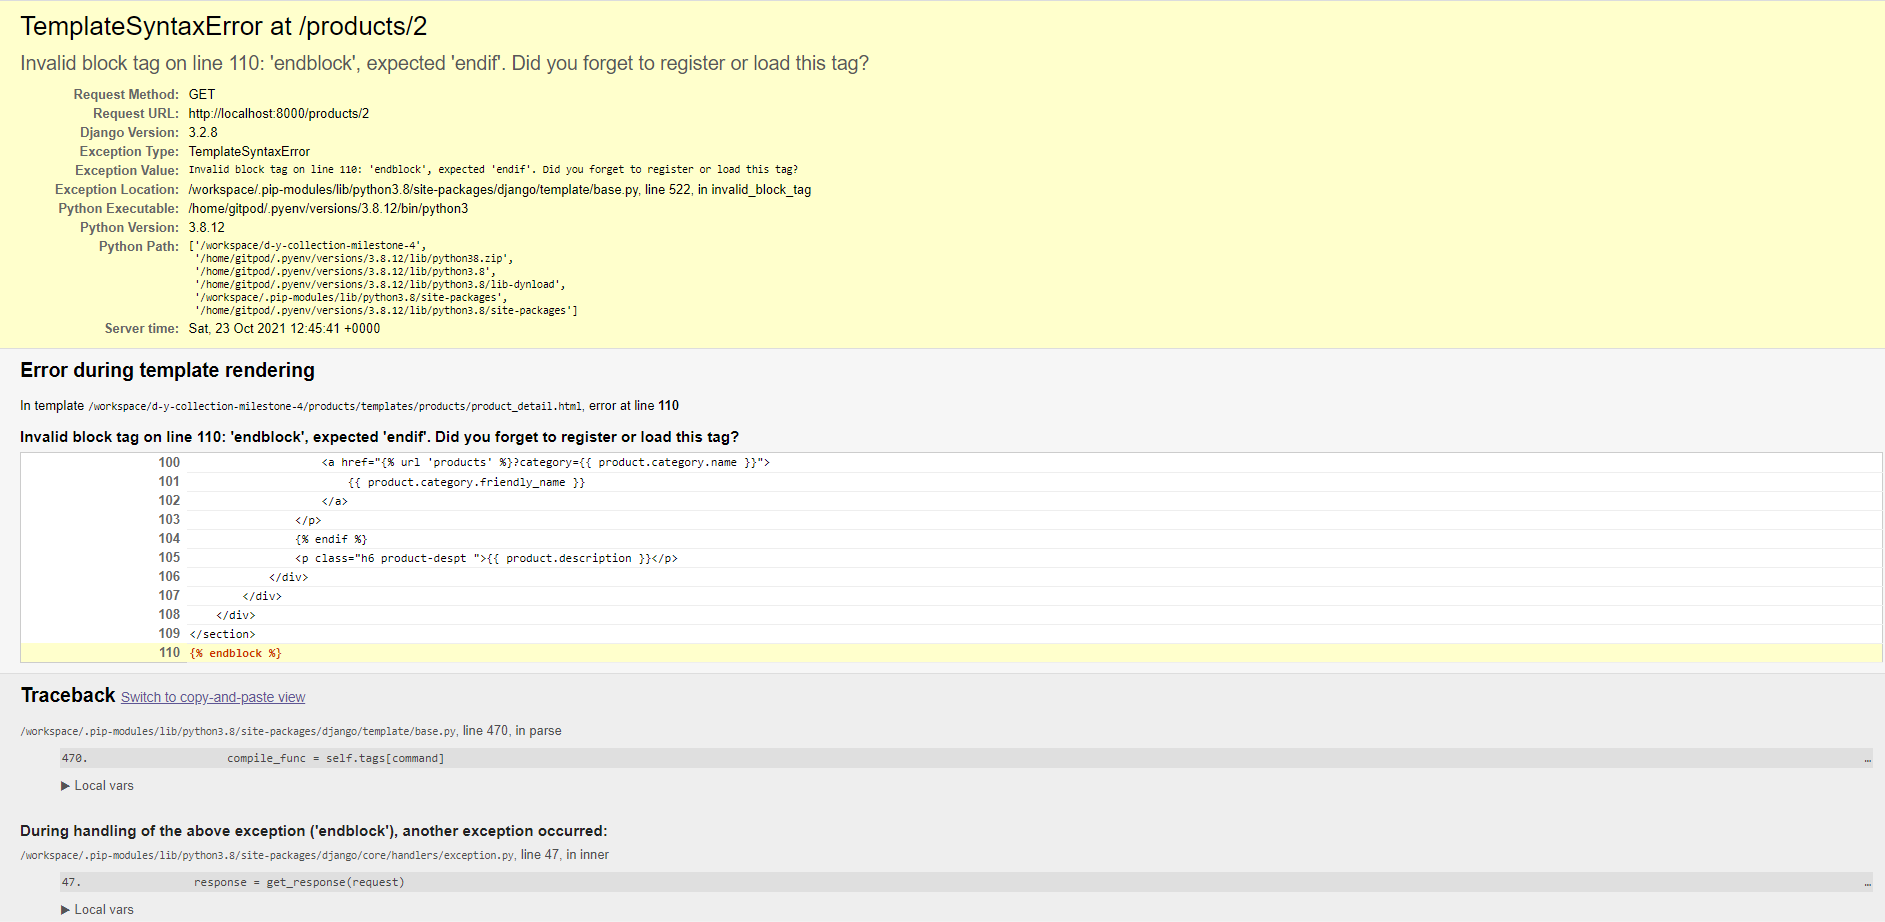 TemplateSyntaxError at /products/2
Invalid block tag on line 110: 'endblock', expected 'endif'. Did you forget to register or load this tag?
Request Method: GET
Request URL: http://localhost:8000/products/2
Django Version: 3.2.8
Exception Type: TemplateSyntaxError
Exception Value: Invalid block tag on line 110: 'endblock', expected 'endif'. Did you forget to register or load this tag?
Exception Location: /workspace/.pip-modules/lib/python3.8/site-packages/django/template/base.py, line 522, in invalid_block_tag
Python Executable: /home/gitpod/.pyenv/versions/3.8.12/bin/python3
Python Version: 3.8.12
Python Path: ['/workspace/d-y-collection-milestone-4',
'/home/gitpod/.pyenv/versions/3.8.12/lib/python38.zip',
'/home/gitpod/.pyenv/versions/3.8.12/lib/python3.8',
'/home/gitpod/.pyenv/versions/3.8.12/lib/python3.8/lib-dynload',
'/workspace/.pip-modules/lib/python3.8/site-packages',
'/home/gitpod/.pyenv/versions/3.8.12/lib/python3.8/site-packages']
Server time: Sat, 23 Oct 2021 12:45:41 +0000
Error during template rendering
In template /workspace/d-y-collection-milestone-4/products/templates/products/product_detail.html, error at line 110
Invalid block tag on line 110: 'endblock', expected 'endif'. Did you forget to register or load this tag?
100 <a href="{% url 'products' %}?category={{ product.category.name }}">
101 {{ product.category.friendly_name }}
102 </a>
103 </p>
104 {% endif %}
105 <p class="h6 product-despt ">{{ product.description }}</p>
106 </div>
107 </div>
108 </div>
109 </section>
110 {% endblock %}
Traceback Switch to copy-and-paste view
/workspace/.pip-modules/lib/python3.8/site-packages/django/template/base.py, line 470, in parse
470. compile_func = self.tags[command] …
▶ Local vars
During handling of the above exception ('endblock'), another exception occurred:
/workspace/.pip-modules/lib/python3.8/site-packages/django/core/handlers/exception.py, line 47, in inner
47. response = get_response(request) …
▶ Local vars